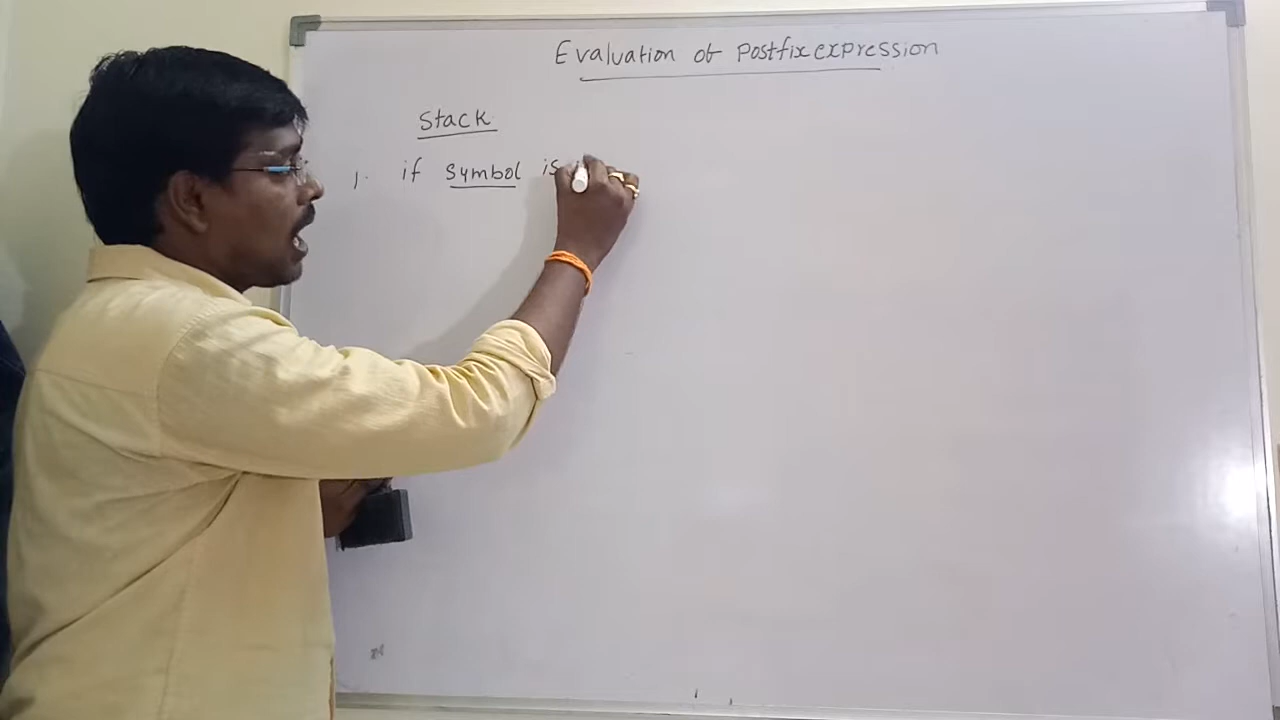 Evaluation of postfix expression
Stack
1. if symbol is